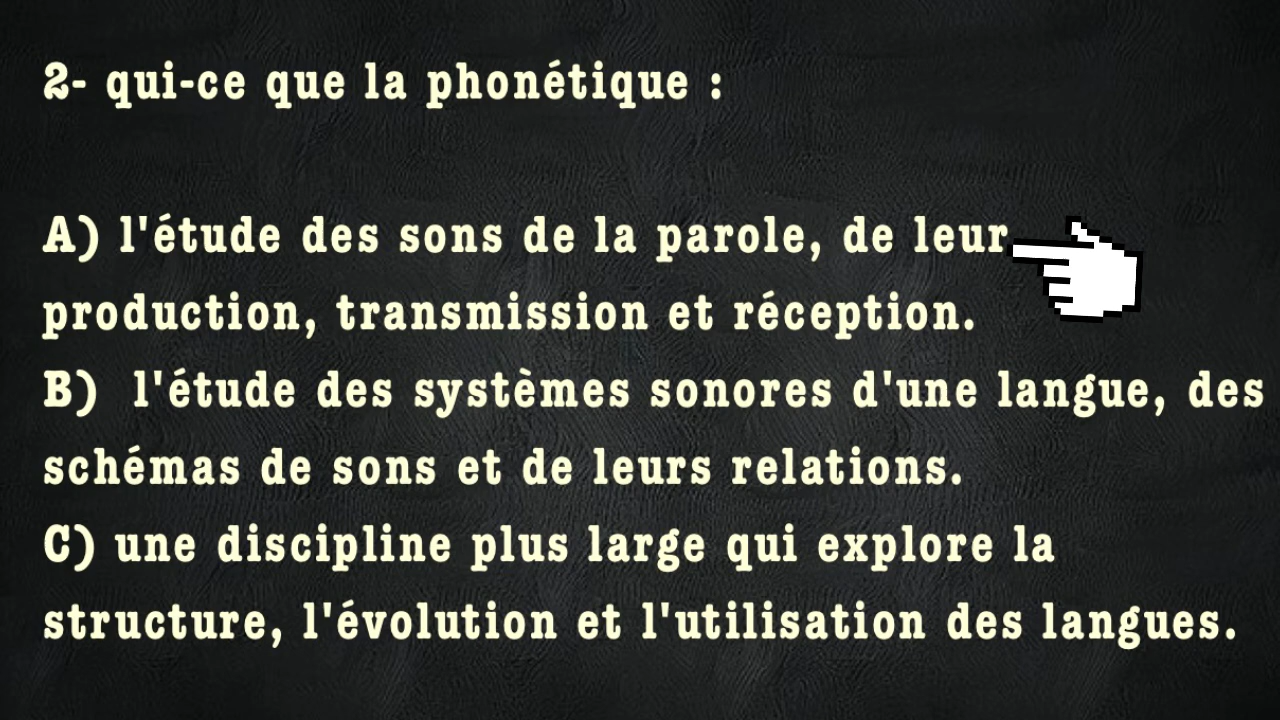 2- qui-ce que la phonétique :
A) l'étude des sons de la parole, de leur
production, transmission et réception.
B) l'étude des systèmes sonores d'une langue, des
schémas de sons et de leurs relations.
C) une discipline plus large qui explore la
structure, l'évolution et l'utilisation des langues.